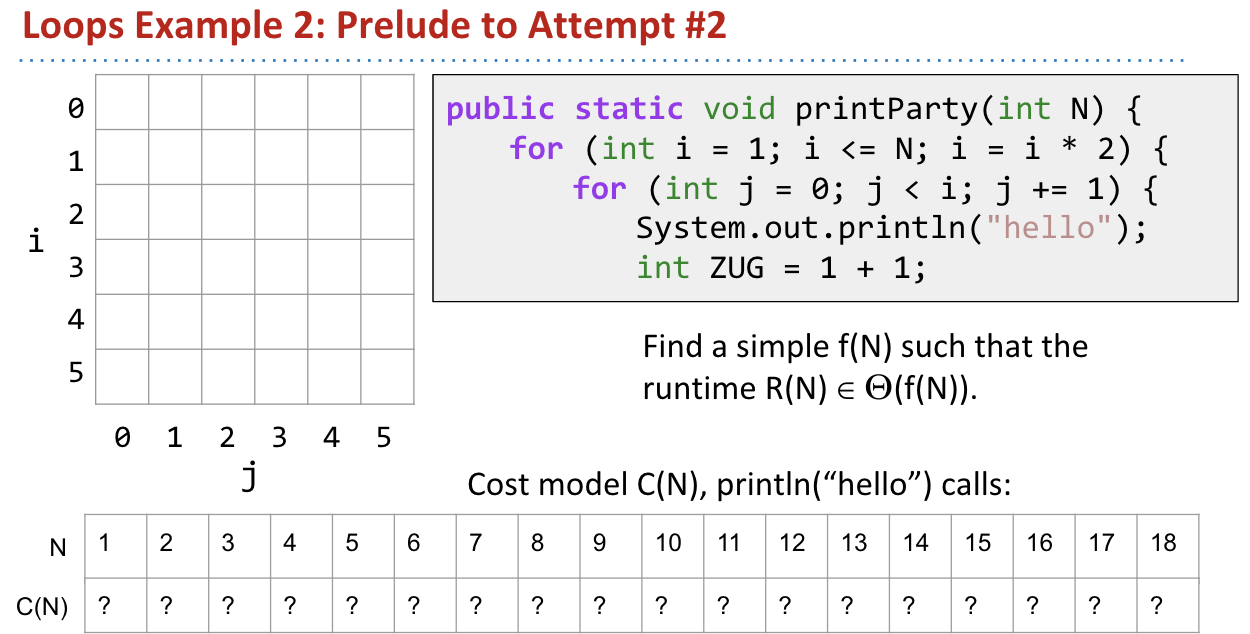 Loops Example 2: Prelude to Attempt #2
0
1
2
i
3
4
5
0 1 2 3 4 5
j
public static void printParty(int N) {
for (int i = 1; i <= N; i = i * 2) {
for (int j = 0; j < i; j += 1) {
System.out.println("hello");
int ZUG = 1 + 1;
Find a simple f(N) such that the
runtime R(N) ∈ Θ(f(N)).
Cost model C(N), println(“hello”) calls:
N 1 2 3 4 5 6 7 8 9 10 11 12 13 14 15 16 17 18
C(N) ? ? ? ? ? ? ? ? ? ? ? ? ? ? ? ? ? ?